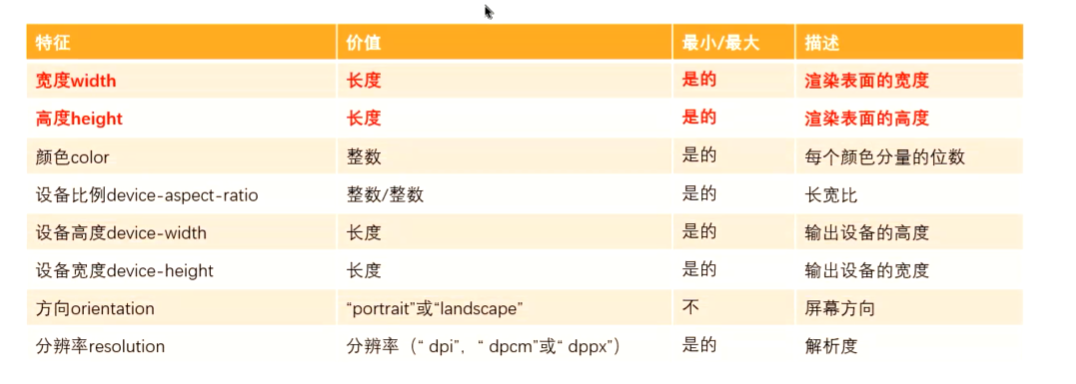 特征 价值 最小/最大 描述
宽度width 长度 是的 渲染表面的宽度
高度height 长度 是的 渲染表面的高度
颜色color 整数 是的 每个颜色分量的位数
设备比例device-aspect-ratio 整数/整数 是的 长宽比
设备高度device-width 长度 是的 输出设备的高度
设备宽度device-height 长度 是的 输出设备的宽度
方向orientation “portrait”或“landscape” 不 屏幕方向
分辨率resolution 分辨率（“ dpi”，“ dpcm”或“ dppx”） 是的 解析度